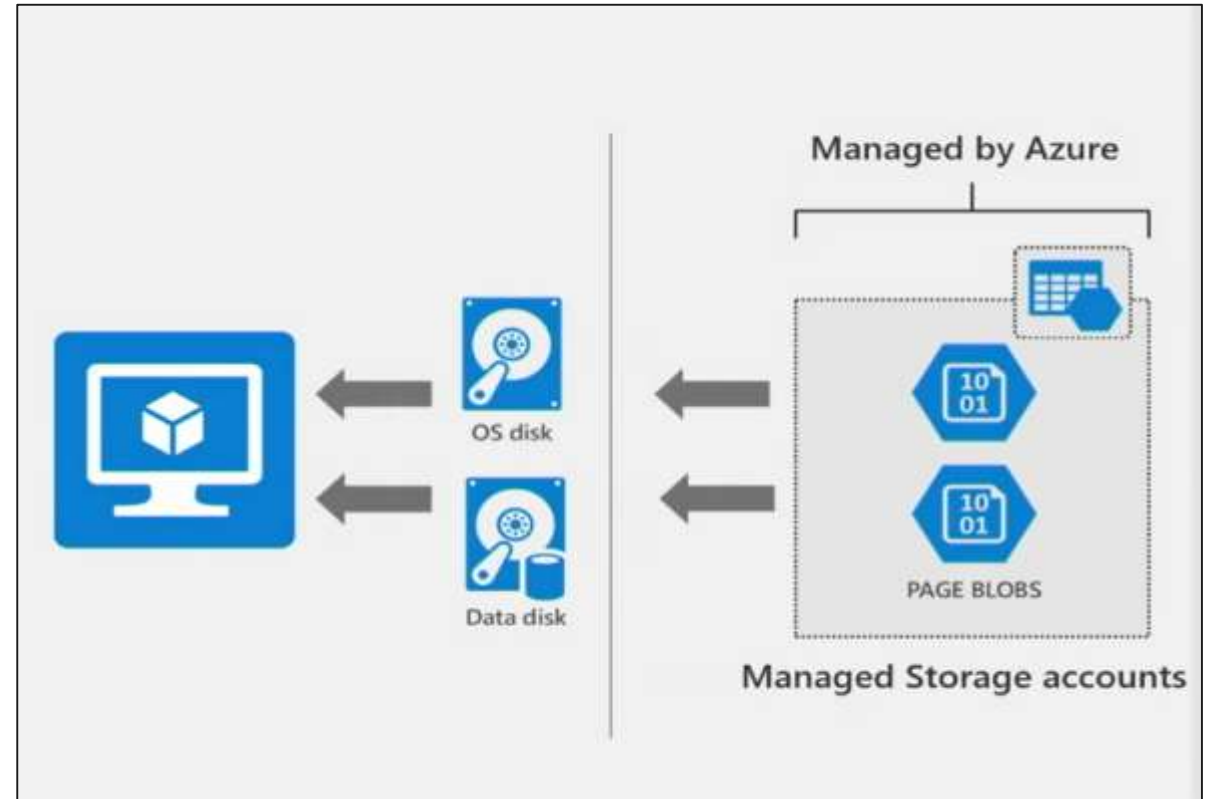 Managed by Azure
10
01
OS disk
10
01
PAGE BLOBS
Data disk
Managed Storage accounts